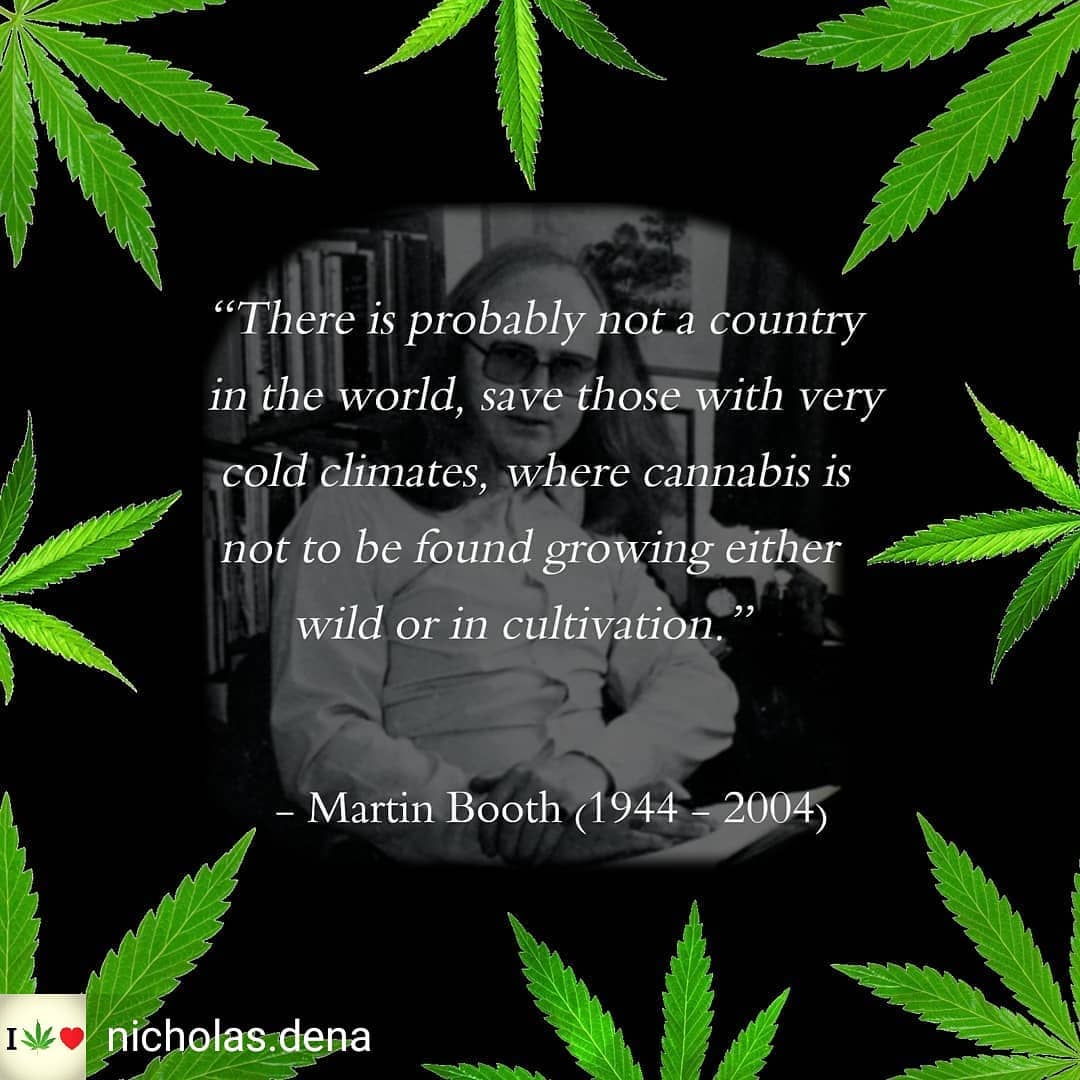 “There is probably not a country
in the world, save those with very
cold climates, where cannabis is
not to be found growing either
wild or in cultivation.”
– Martin Booth (1944 – 2004)
I
nicholas.dena